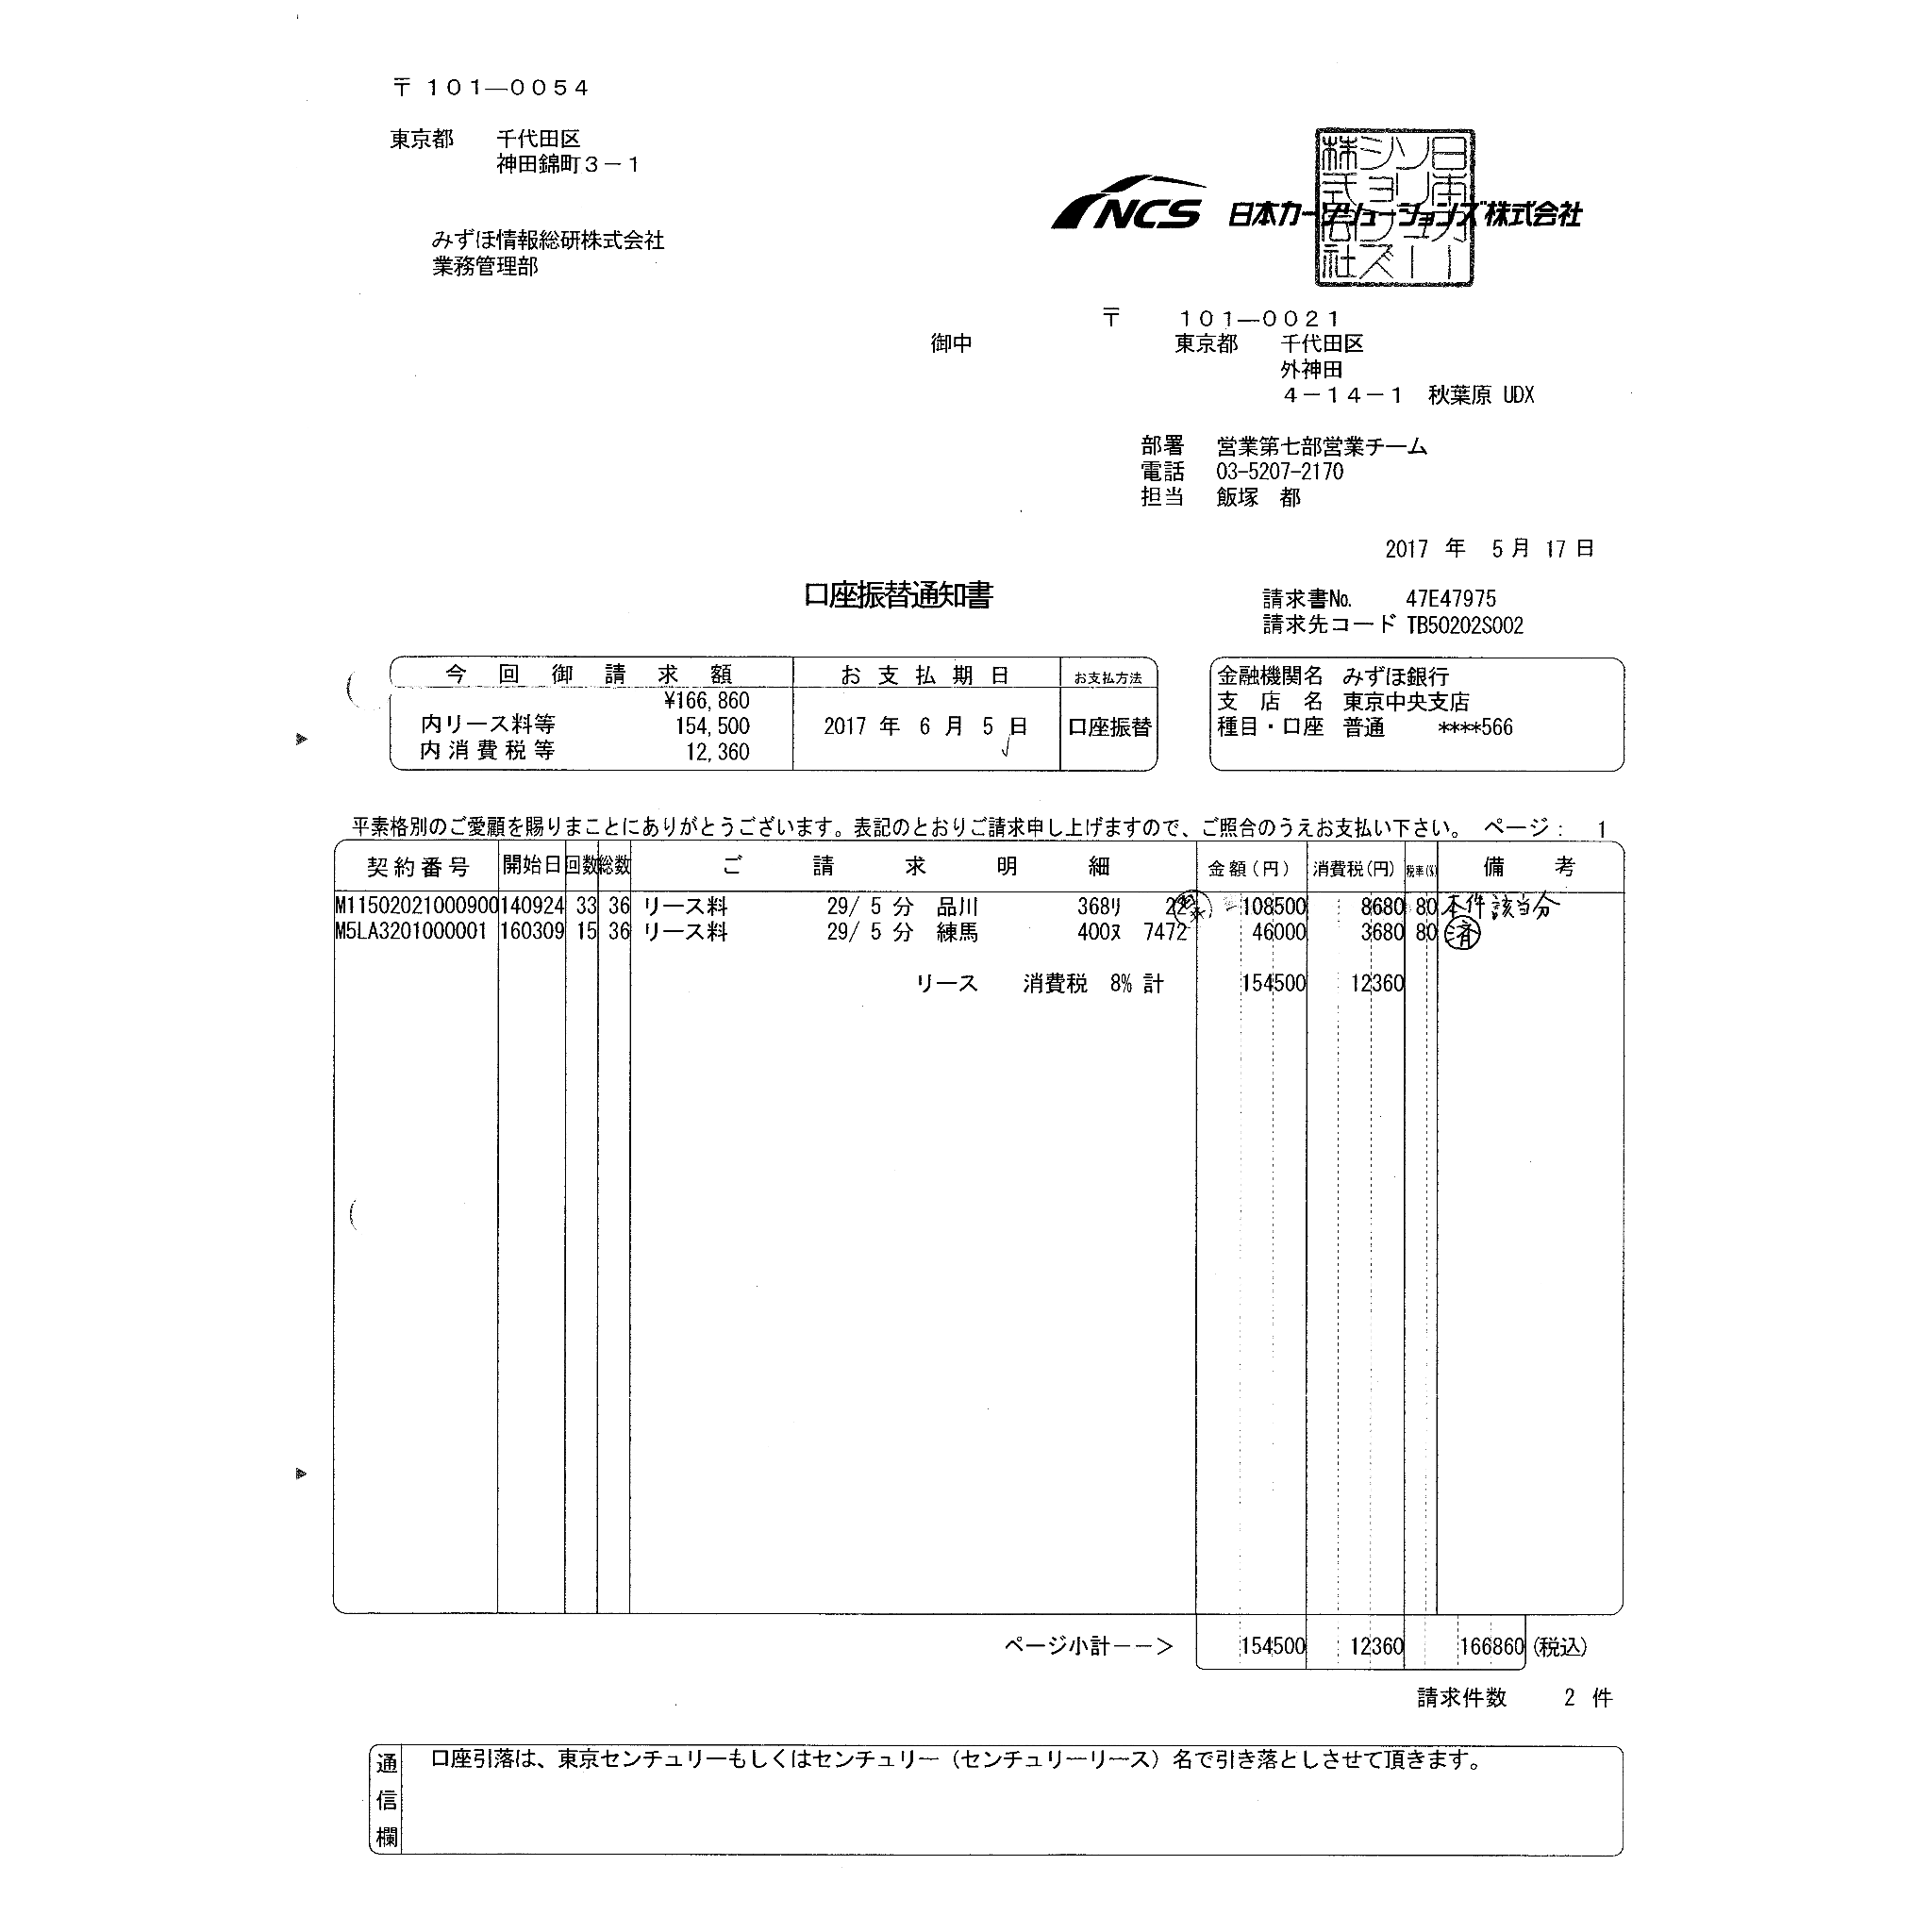 〒 101—0054
東京都 千代田区
神田錦町3－1
みずほ情報総研株式会社
業務管理部
御中
NCS 日本カーソリューションズ株式会社
日本カーソリューションズ株式会社
〒 101—0021
東京都 千代田区
外神田
4－14－1 秋葉原 UDX
部署 営業第七部営業チーム
電話 03-5207-2170
担当 飯塚 都
2017 年 5 月 17 日
口座振替通知書
請求書No. 47E47975
請求先コード TB50202S002
今回御請求額 お支払期日 お支払方法
¥166,860
内リース料等 154,500 2017 年 6 月 5 日 口座振替
内消費税等 12,360
金融機関名 みずほ銀行
支店名 東京中央支店
種目・口座 普通 ****566
平素格別のご愛顧を賜りまことにありがとうございます。表記のとおりご請求申し上げますので、ご照合のうえお支払い下さい。 ページ: 1
契約番号 開始日 回数 総数 ご請求明細 金額(円) 消費税(円) 税率(%) 備考
M11502021000900 140924 33 36 リース料 29/ 5 分 品川 368リ 22 108500 8680 80 本件該当分
M5LA3201000001 160309 15 36 リース料 29/ 5 分 練馬 400ヌ 7472 46000 3680 80 済
リース 消費税 8% 計 154500 12360
ページ小計－－＞ 154500 12360 166860 (税込)
請求件数 2 件
通信欄 口座引落は、東京センチュリーもしくはセンチュリー（センチュリーリース）名で引き落としさせて頂きます。